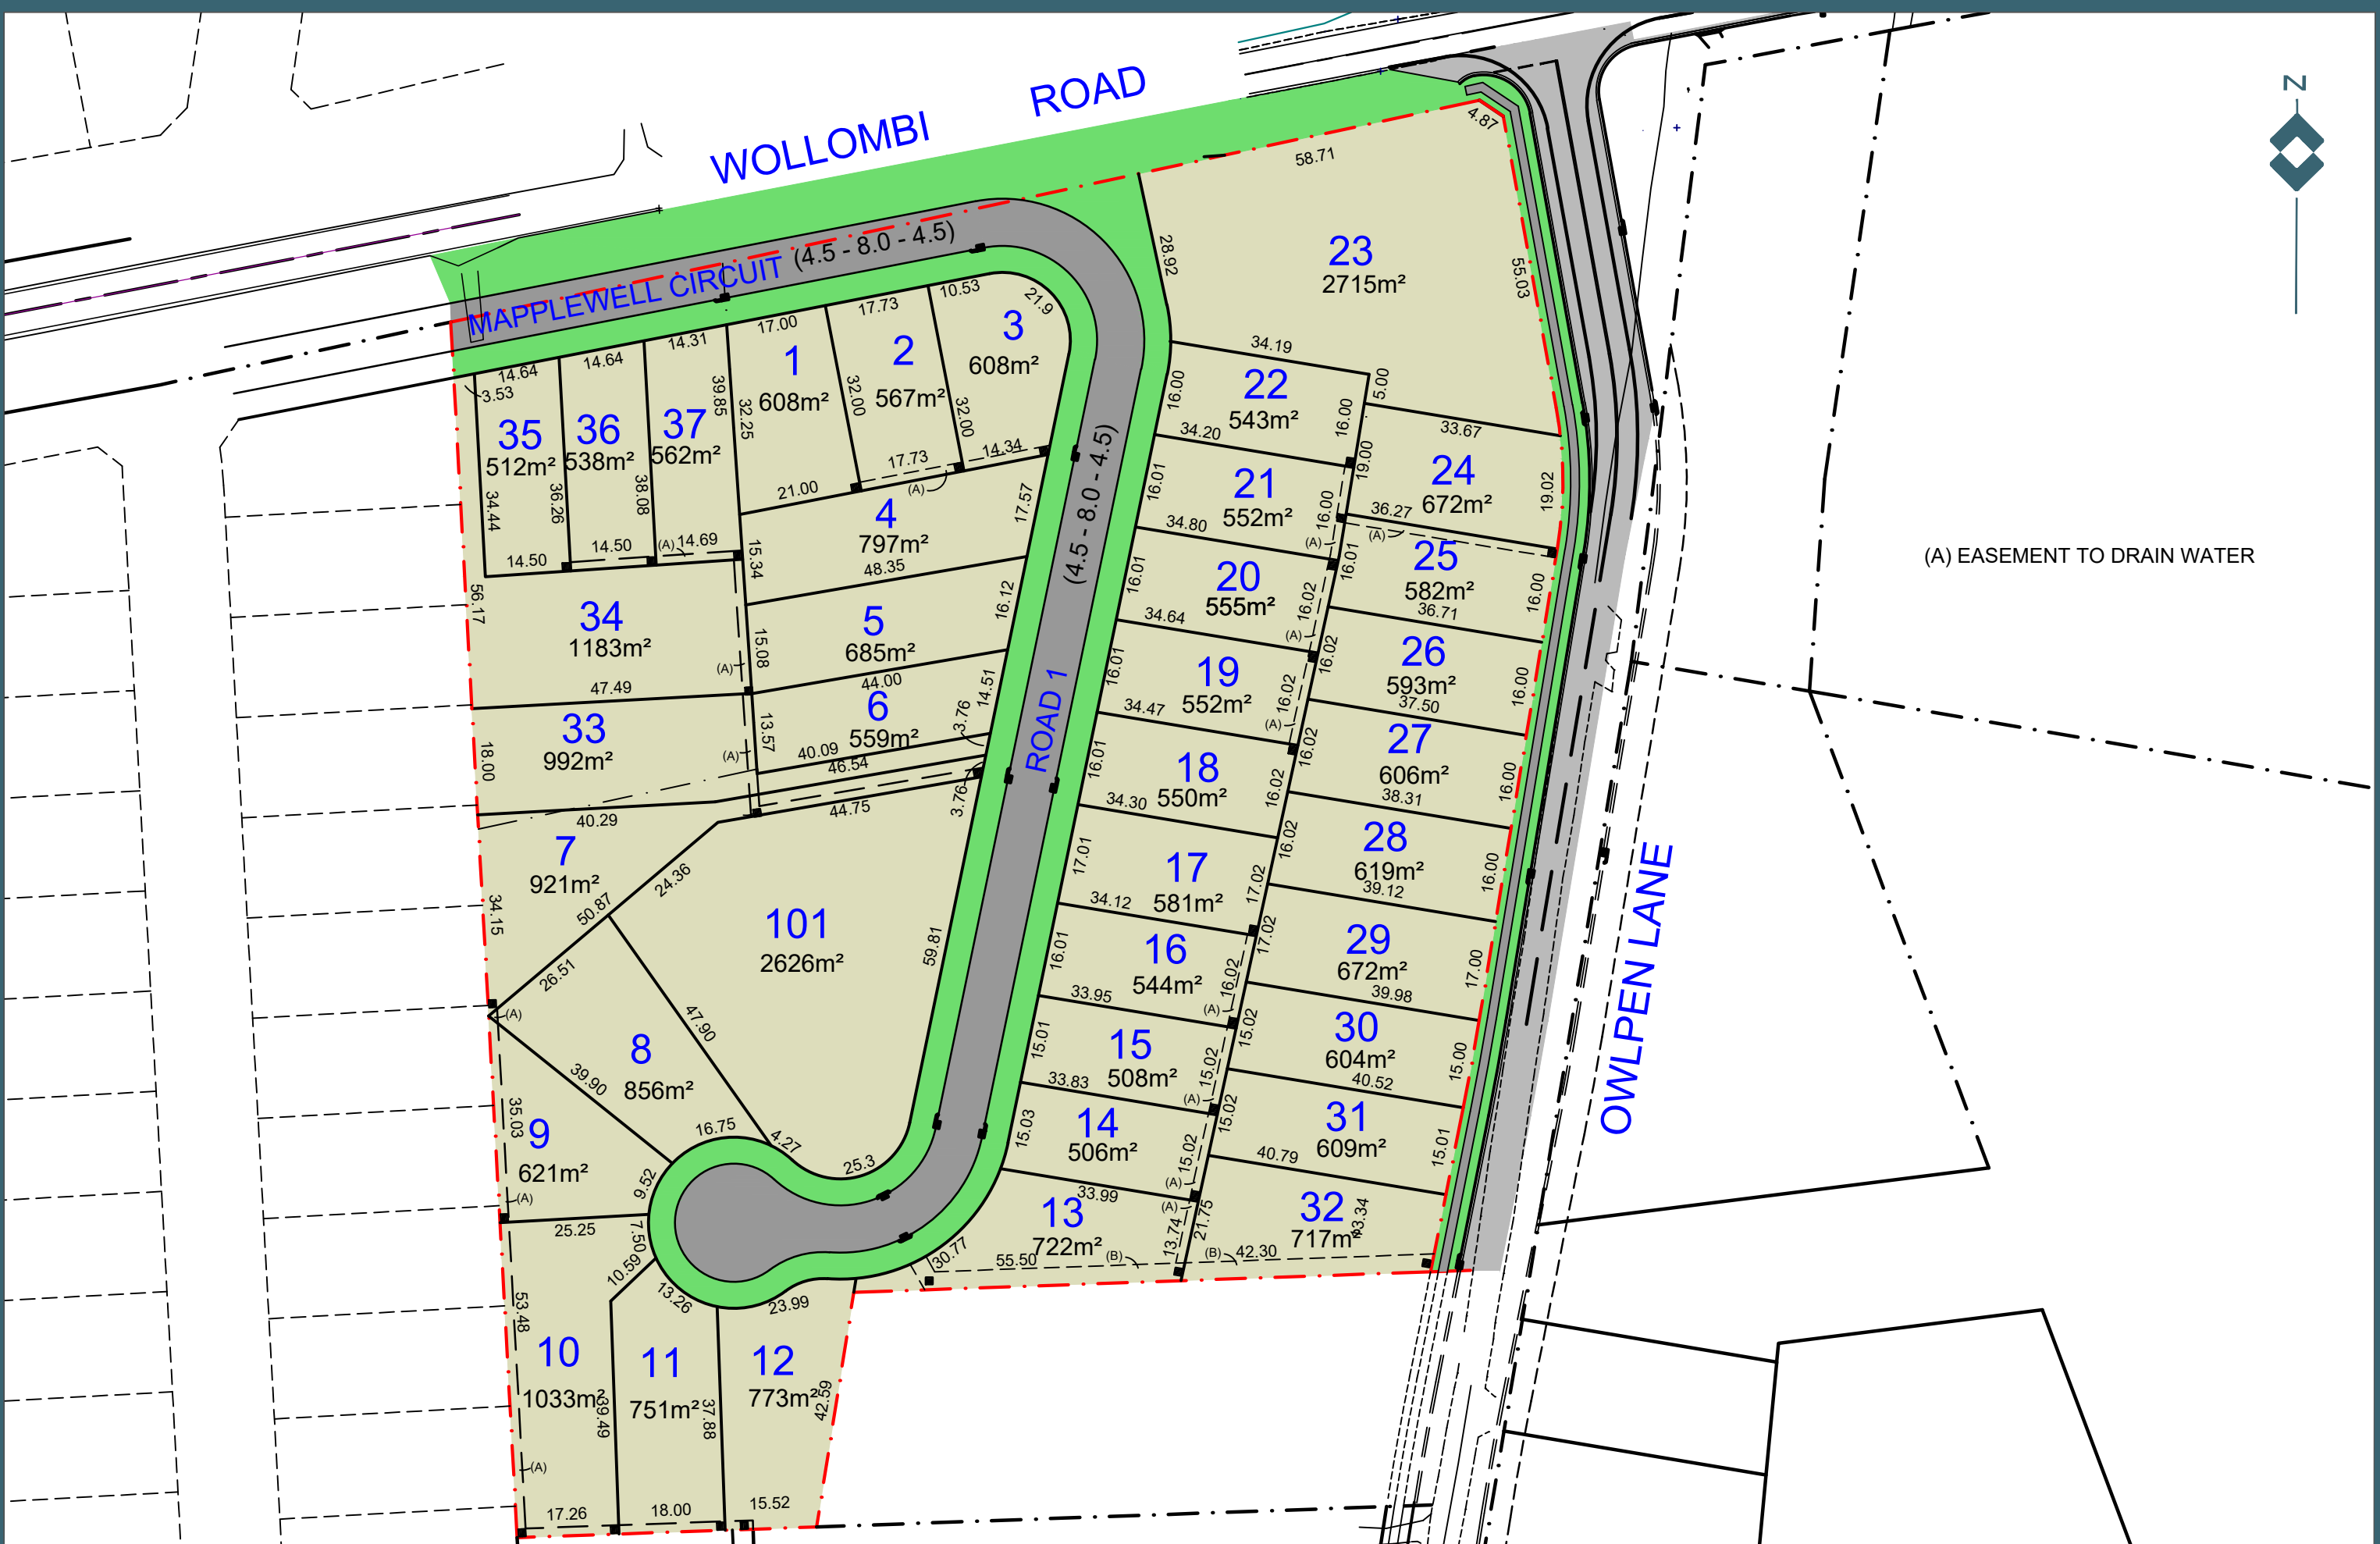 N
WOLLOMBI ROAD
4.87
58.71
MAPPLEWELL CIRCUIT (4.5 - 8.0 - 4.5)
28.92
23
2715m²
55.03
14.64
14.64
14.31
17.00
17.73
10.53
21.9
3.53
35
512m²
34.44
36.26
36
538m²
38.08
37
562m²
39.85
32.25
1
608m²
32.00
2
567m²
32.00
3
608m²
14.50
14.50
(A)
14.69
21.00
17.73
(A)
14.34
17.57
34.19
5.00
16.00
22
543m²
16.00
33.67
34.20
19.00
24
672m²
19.02
(4.5 - 8.0 - 4.5)
16.01
21
552m²
16.00
(A)
36.27
(A)
4
797m²
15.34
48.35
34.80
16.01
25
582m²
16.00
(A) EASEMENT TO DRAIN WATER
56.17
34
1183m²
(A)
15.08
5
685m²
16.12
16.01
20
555m²
16.02
(A)
36.71
34.64
16.02
26
593m²
16.00
47.49
44.00
14.51
16.01
19
552m²
16.02
(A)
37.50
33
992m²
18.00
(A)
13.57
6
559m²
3.76
40.09
46.54
ROAD 1
34.47
16.02
27
606m²
16.00
16.01
18
550m²
16.02
38.31
40.29
44.75
3.76
34.30
16.02
28
619m²
16.00
7
921m²
34.15
50.87
24.36
17.01
17
581m²
17.02
39.12
OWLPEN LANE
101
2626m²
59.81
34.12
17.02
29
672m²
17.00
26.51
(A)
16.01
16
544m²
16.02
(A)
39.98
47.90
33.95
15.02
30
604m²
15.00
8
856m²
39.90
15.01
15
508m²
15.02
(A)
40.52
35.03
9
621m²
(A)
16.75
4.27
25.3
33.83
15.02
31
609m²
15.01
9.52
15.03
14
506m²
15.02
(A)
40.79
25.25
7.50
33.99
(A)
21.75
32
717m²
23.34
10.59
13.26
23.99
30.77
13
722m²
13.74
55.50
(B)
(B)
42.30
53.48
10
1033m²
39.49
11
751m²
37.88
12
773m²
42.59
(A)
17.26
18.00
15.52